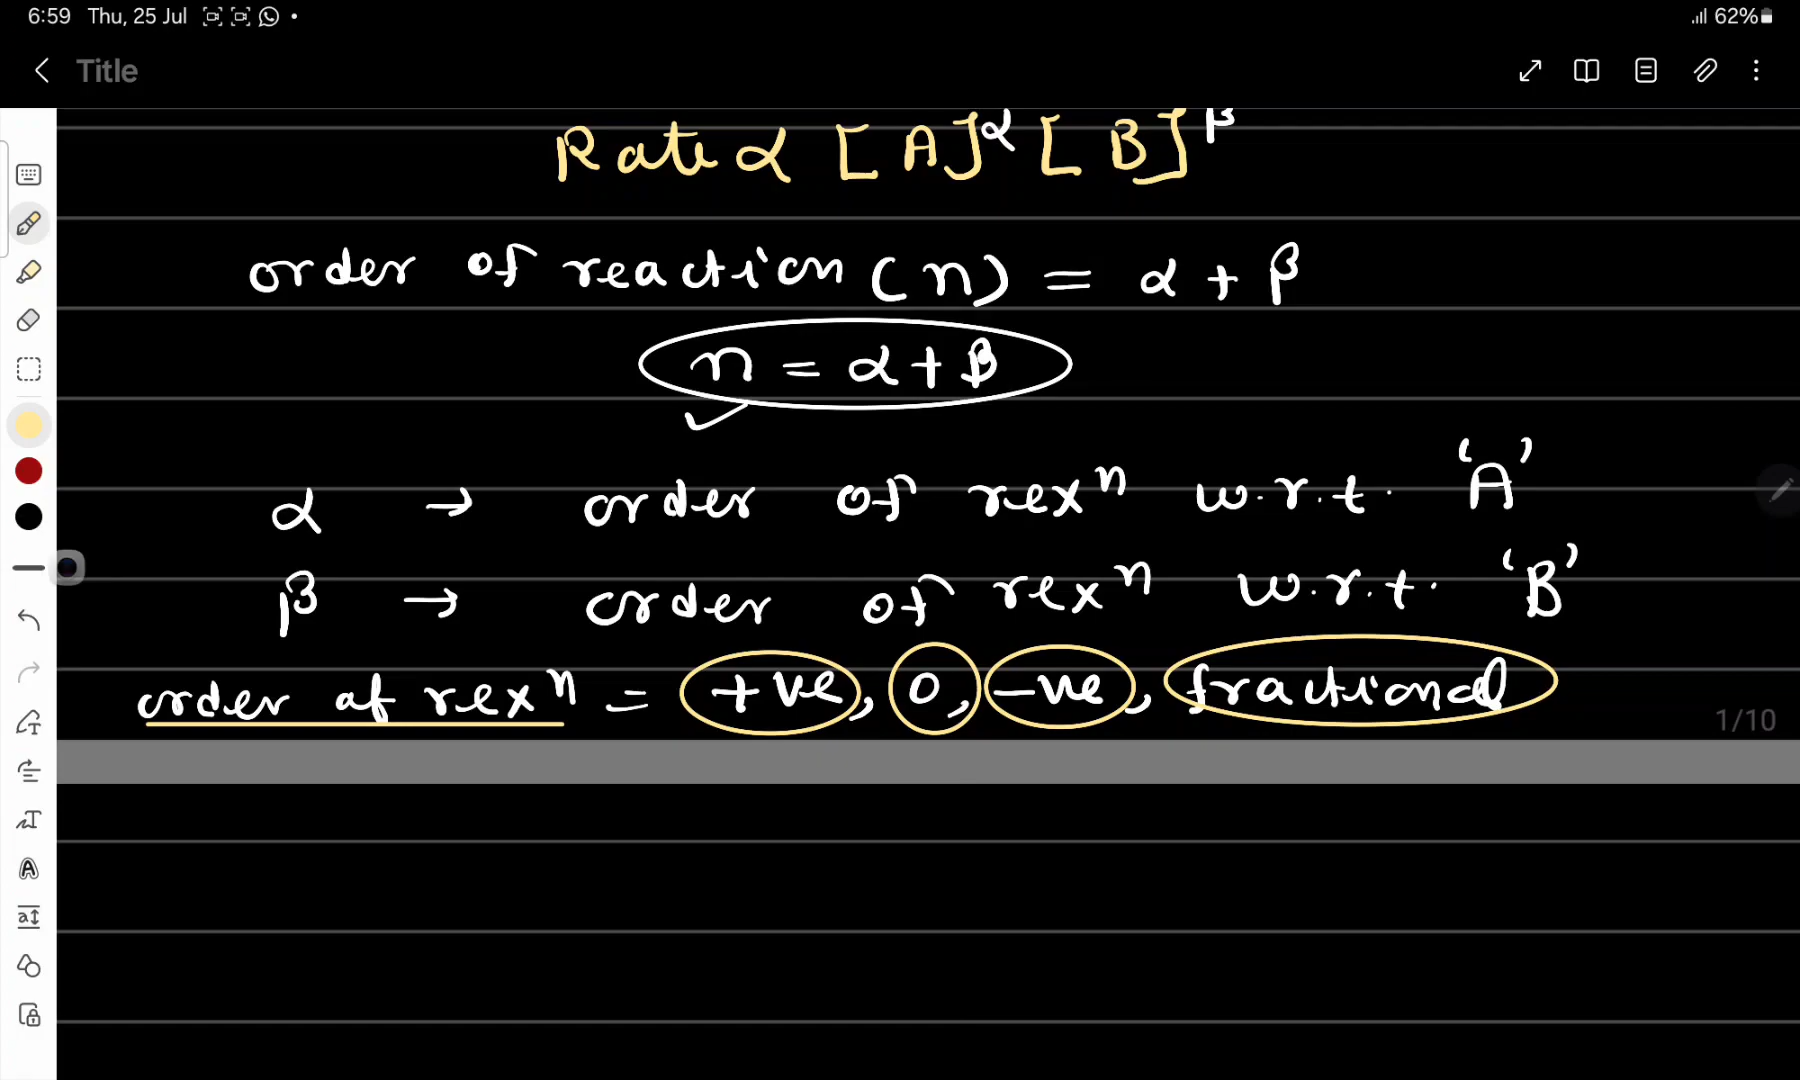 6:59 Thu, 25 Jul
62%
Title
Rate α [A]^α [B]^β
order of reaction (n) = α + β
n = α + β
α → order of rexⁿ w.r.t. 'A'
β → order of rexⁿ w.r.t. 'B'
order of rexⁿ = +ve, 0, -ve, fractional
1/10